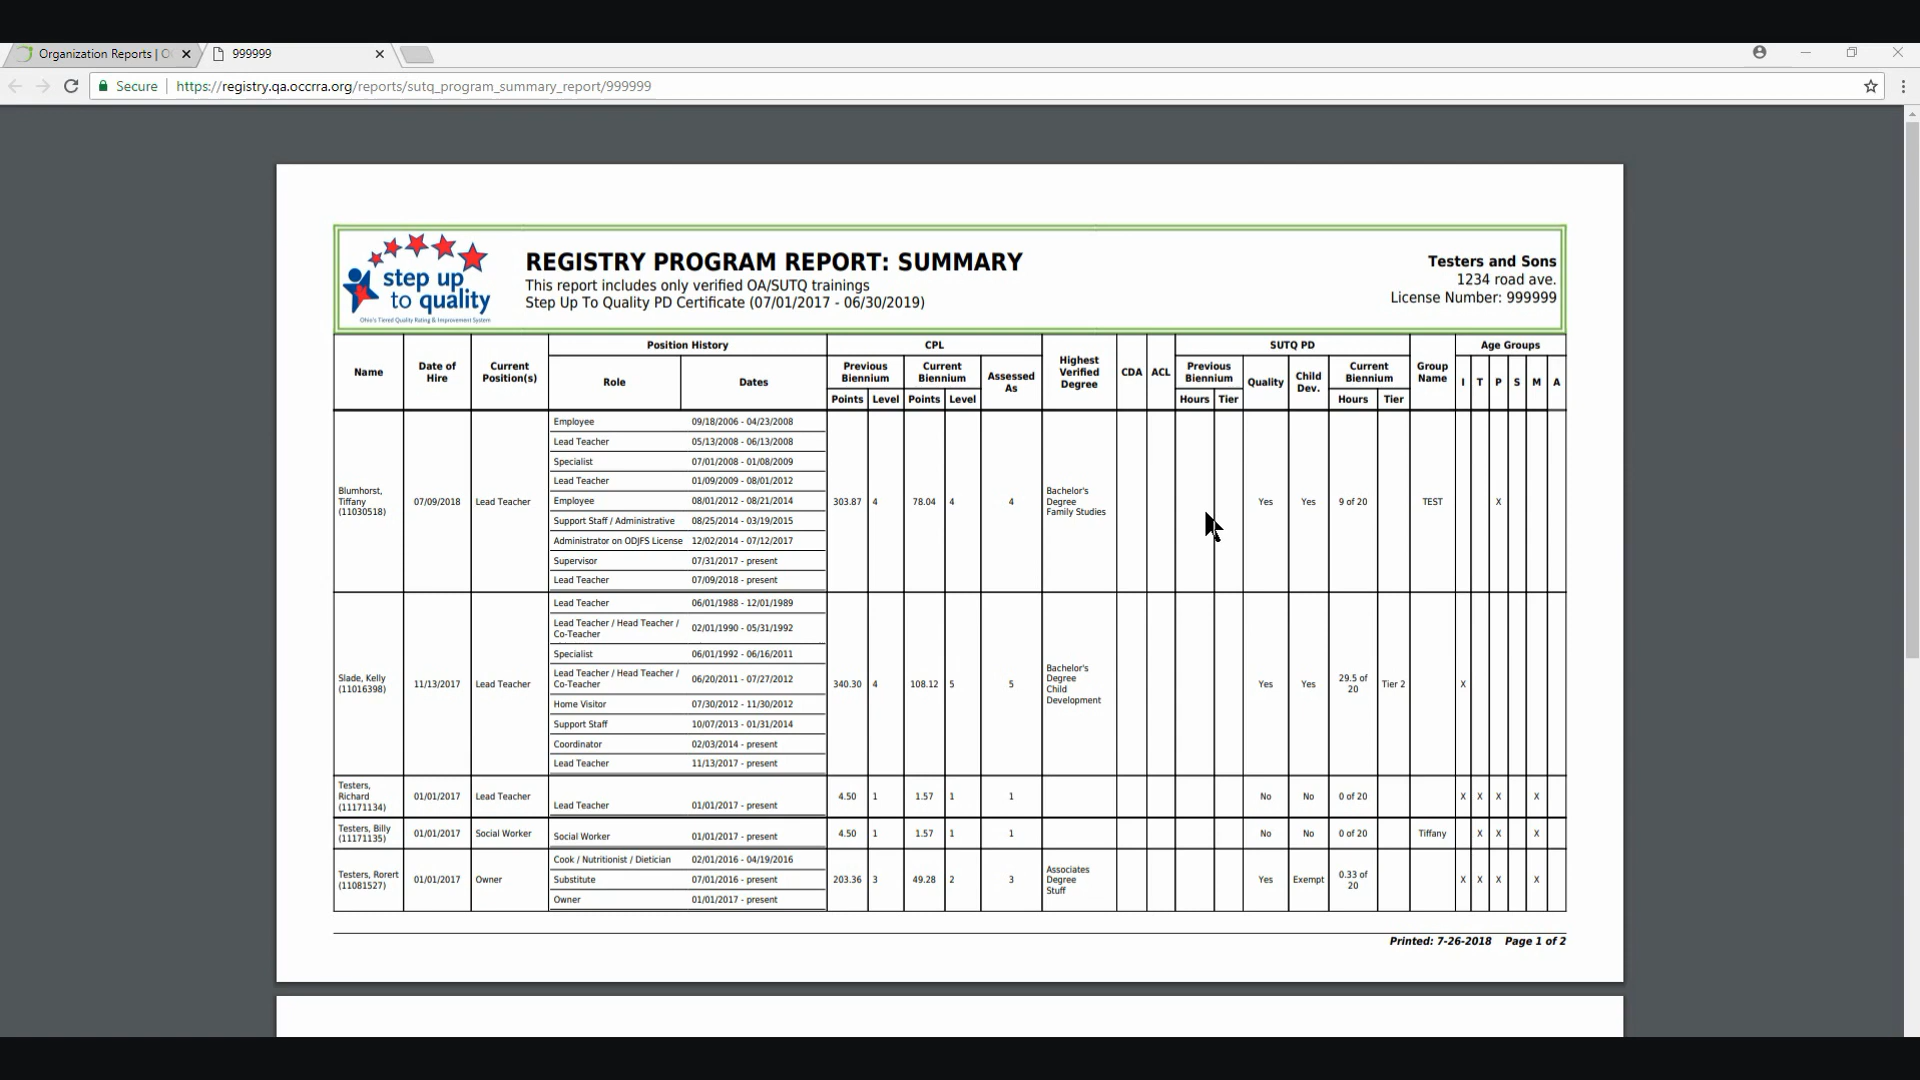 Organization Reports | O
999999
Secure
https://registry.qa.occrra.org/reports/sutq_program_summary_report/999999
step up
to quality
Ohio's Tiered Quality Rating & Improvement System
REGISTRY PROGRAM REPORT: SUMMARY
This report includes only verified OA/SUTQ trainings
Step Up To Quality PD Certificate (07/01/2017 - 06/30/2019)
Testers and Sons
1234 road ave.
License Number: 999999
Name Date of Hire Current Position(s) Position History CPL Highest Verified Degree CDA ACL SUTQ PD Group Name Age Groups
Role Dates Previous Biennium Current Biennium Assessed As Previous Biennium Quality Child Dev. Current Biennium I T P S M A
Points Level Points Level Hours Tier Hours Tier
Blumhorst, Tiffany (11030518) 07/09/2018 Lead Teacher
Employee 09/18/2006 - 04/23/2008
Lead Teacher 05/13/2008 - 06/13/2008
Specialist 07/01/2008 - 01/08/2009
Lead Teacher 01/09/2009 - 08/01/2012
Employee 08/01/2012 - 08/21/2014
Support Staff / Administrative 08/25/2014 - 03/19/2015
Administrator on ODJFS License 12/02/2014 - 07/12/2017
Supervisor 07/31/2017 - present
Lead Teacher 07/09/2018 - present
303.87 4 78.04 4 4 Bachelor's Degree Family Studies Yes Yes 9 of 20 TEST X
Slade, Kelly (11016398) 11/13/2017 Lead Teacher
Lead Teacher 06/01/1988 - 12/01/1989
Lead Teacher / Head Teacher / Co-Teacher 02/01/1990 - 05/31/1992
Specialist 06/01/1992 - 06/16/2011
Lead Teacher / Head Teacher / Co-Teacher 06/20/2011 - 07/27/2012
Home Visitor 07/30/2012 - 11/30/2012
Support Staff 10/07/2013 - 01/31/2014
Coordinator 02/03/2014 - present
Lead Teacher 11/13/2017 - present
340.30 4 108.12 5 5 Bachelor's Degree Child Development Yes Yes 29.5 of 20 Tier 2 X
Testers, Richard (11171134) 01/01/2017 Lead Teacher Lead Teacher 01/01/2017 - present 4.50 1 1.57 1 1 No No 0 of 20 X X X X
Testers, Billy (11171135) 01/01/2017 Social Worker Social Worker 01/01/2017 - present 4.50 1 1.57 1 1 No No 0 of 20 Tiffany X X X
Testers, Rorert (11081527) 01/01/2017 Owner
Cook / Nutritionist / Dietician 02/01/2016 - 04/19/2016
Substitute 07/01/2016 - present
Owner 01/01/2017 - present
203.36 3 49.28 2 3 Associates Degree Stuff Yes Exempt 0.33 of 20 X X X X
Printed: 7-26-2018 Page 1 of 2